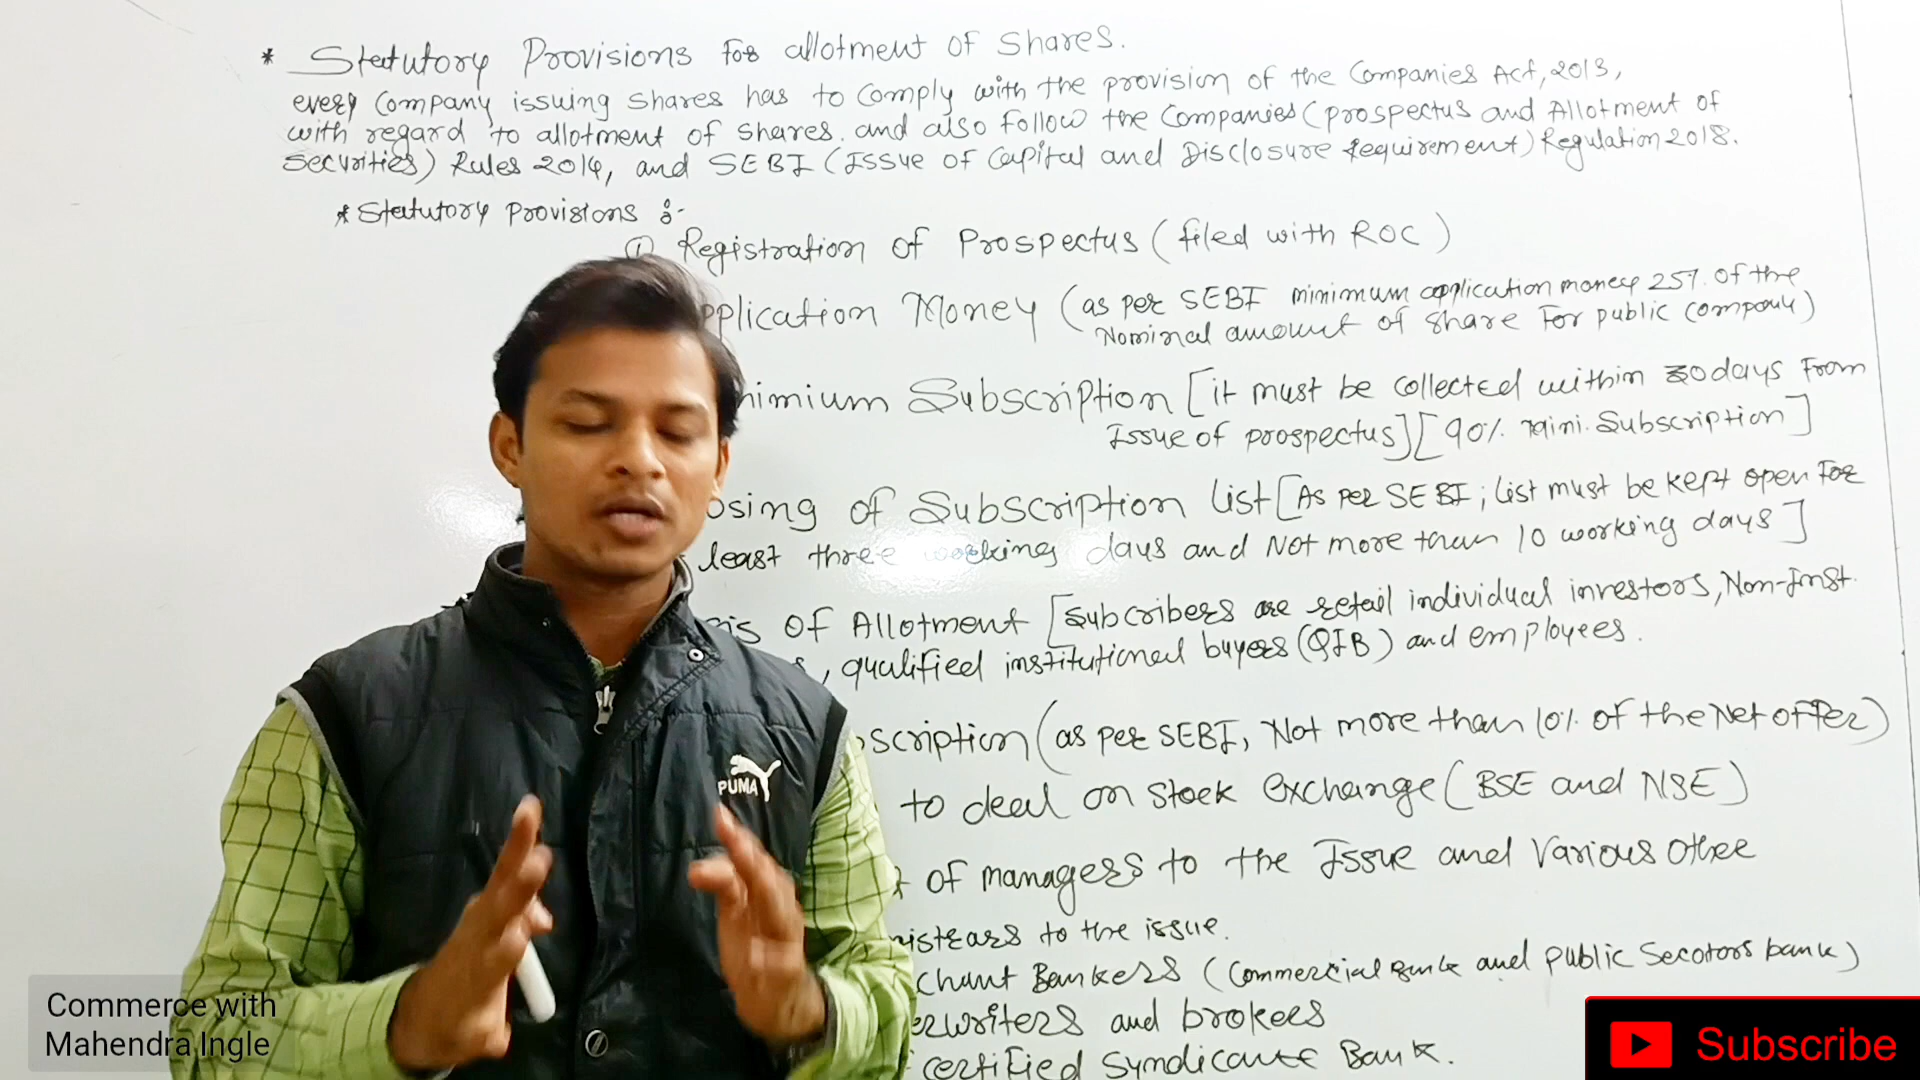 * Statutory Provisions For allotment of Shares.
every Company issuing shares has to comply with the provision of the Companies Act, 2013,
with regard to allotment of shares. and also Follow the Companies (prospectus and Allotment of
Securities) Rules 2014, and SEBI (Issue of Capital and Disclosure Requirement) Regulation 2018.
* Statutory Provisions :-
① Registration of Prospectus (filed with ROC)
pplication Money (as per SEBI minimum application money 25% of the
Nominal amount of share For public Company)
nimium Subscription [it must be collected within 30 days From
Issue of prospectus] [90% mini. Subscription]
osing of Subscription list [As per SEBI; list must be kept open For
least three working days and Not more than 10 working days]
is of Allotment [Subcribers are retail individual investors, Non-Inst.
, qualified institutional buyers (QIB) and employees.
scription (as per SEBI, Not more than 10% of the Net offer)
to deal on Stock Exchange (BSE and NSE)
of managers to the Issue and Various other
istears to the issue.
chant Bankers (Commercial Bank and Public Secotors bank)
erwriters and brokers
certified Syndicate Bank.
PUMA
Commerce with
Mahendra Ingle
Subscribe